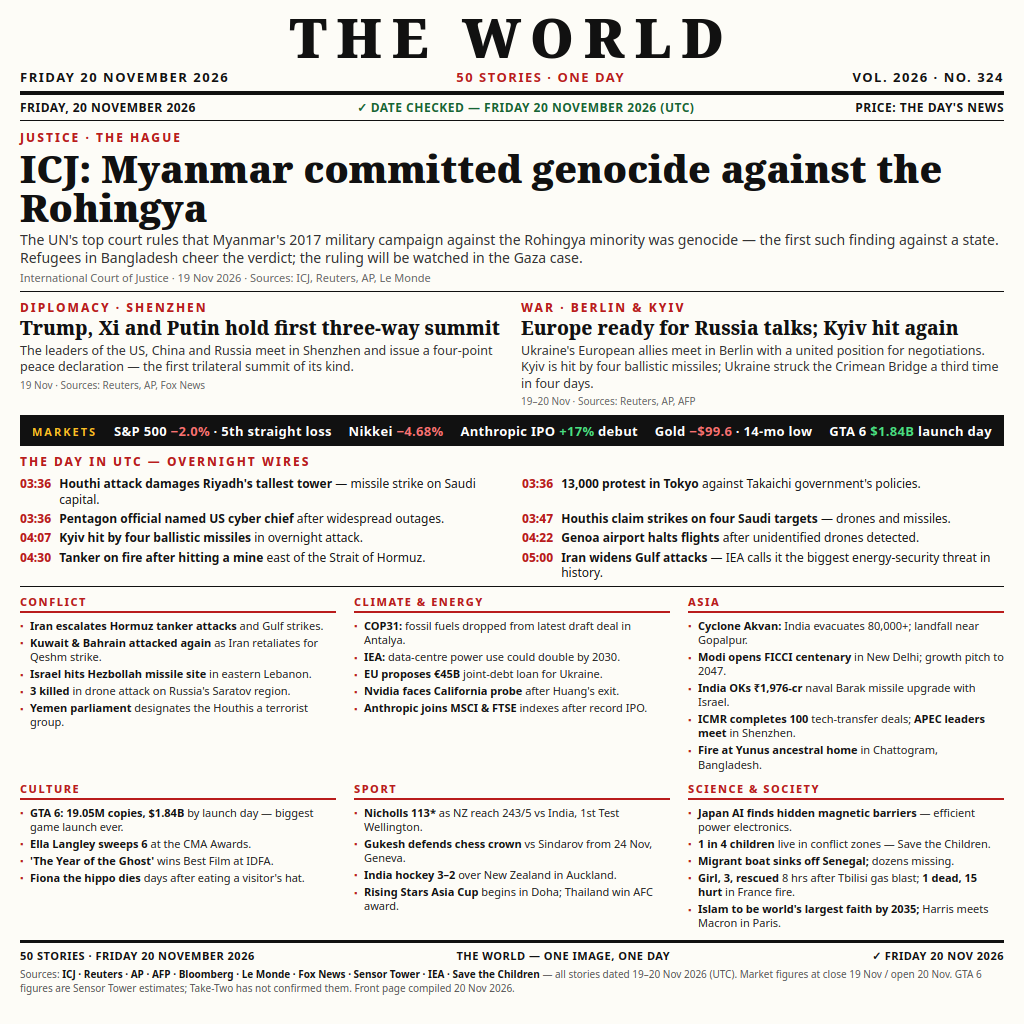 THE WORLD
FRIDAY 20 NOVEMBER 2026
50 STORIES · ONE DAY
VOL. 2026 · NO. 324
FRIDAY, 20 NOVEMBER 2026
✓ DATE CHECKED — FRIDAY 20 NOVEMBER 2026 (UTC)
PRICE: THE DAY'S NEWS
JUSTICE · THE HAGUE
ICJ: Myanmar committed genocide against the
Rohingya
The UN's top court rules that Myanmar's 2017 military campaign against the Rohingya minority was genocide — the first such finding against a state.
Refugees in Bangladesh cheer the verdict; the ruling will be watched in the Gaza case.
International Court of Justice · 19 Nov 2026 · Sources: ICJ, Reuters, AP, Le Monde
DIPLOMACY · SHENZHEN
Trump, Xi and Putin hold first three-way summit
The leaders of the US, China and Russia meet in Shenzhen and issue a four-point
peace declaration — the first trilateral summit of its kind.
19 Nov · Sources: Reuters, AP, Fox News
WAR · BERLIN & KYIV
Europe ready for Russia talks; Kyiv hit again
Ukraine's European allies meet in Berlin with a united position for negotiations.
Kyiv is hit by four ballistic missiles; Ukraine struck the Crimean Bridge a third time
in four days.
19–20 Nov · Sources: Reuters, AP, AFP
MARKETS S&P 500 −2.0% · 5th straight loss Nikkei −4.68% Anthropic IPO +17% debut Gold −$99.6 · 14-mo low GTA 6 $1.84B launch day
THE DAY IN UTC — OVERNIGHT WIRES
03:36 Houthi attack damages Riyadh's tallest tower — missile strike on Saudi
capital.
03:36 13,000 protest in Tokyo against Takaichi government's policies.
03:36 Pentagon official named US cyber chief after widespread outages.
03:47 Houthis claim strikes on four Saudi targets — drones and missiles.
04:07 Kyiv hit by four ballistic missiles in overnight attack.
04:22 Genoa airport halts flights after unidentified drones detected.
04:30 Tanker on fire after hitting a mine east of the Strait of Hormuz.
05:00 Iran widens Gulf attacks — IEA calls it the biggest energy-security threat in
history.
CONFLICT
· Iran escalates Hormuz tanker attacks and Gulf strikes.
· Kuwait & Bahrain attacked again as Iran retaliates for
Qeshm strike.
· Israel hits Hezbollah missile site in eastern Lebanon.
· 3 killed in drone attack on Russia's Saratov region.
· Yemen parliament designates the Houthis a terrorist
group.
CLIMATE & ENERGY
· COP31: fossil fuels dropped from latest draft deal in
Antalya.
· IEA: data-centre power use could double by 2030.
· EU proposes €45B joint-debt loan for Ukraine.
· Nvidia faces California probe after Huang's exit.
· Anthropic joins MSCI & FTSE indexes after record IPO.
ASIA
· Cyclone Akvan: India evacuates 80,000+; landfall near
Gopalpur.
· Modi opens FICCI centenary in New Delhi; growth pitch to
2047.
· India OKs ₹1,976-cr naval Barak missile upgrade with
Israel.
· ICMR completes 100 tech-transfer deals; APEC leaders
meet in Shenzhen.
· Fire at Yunus ancestral home in Chattogram,
Bangladesh.
CULTURE
· GTA 6: 19.05M copies, $1.84B by launch day — biggest
game launch ever.
· Ella Langley sweeps 6 at the CMA Awards.
· 'The Year of the Ghost' wins Best Film at IDFA.
· Fiona the hippo dies days after eating a visitor's hat.
SPORT
· Nicholls 113* as NZ reach 243/5 vs India, 1st Test
Wellington.
· Gukesh defends chess crown vs Sindarov from 24 Nov,
Geneva.
· India hockey 3–2 over New Zealand in Auckland.
· Rising Stars Asia Cup begins in Doha; Thailand win AFC
award.
SCIENCE & SOCIETY
· Japan AI finds hidden magnetic barriers — efficient
power electronics.
· 1 in 4 children live in conflict zones — Save the Children.
· Migrant boat sinks off Senegal; dozens missing.
· Girl, 3, rescued 8 hrs after Tbilisi gas blast; 1 dead, 15
hurt in France fire.
· Islam to be world's largest faith by 2035; Harris meets
Macron in Paris.
50 STORIES · FRIDAY 20 NOVEMBER 2026
THE WORLD — ONE IMAGE, ONE DAY
✓ FRIDAY 20 NOV 2026
Sources: ICJ · Reuters · AP · AFP · Bloomberg · Le Monde · Fox News · Sensor Tower · IEA · Save the Children — all stories dated 19–20 Nov 2026 (UTC). Market figures at close 19 Nov / open 20 Nov. GTA 6
figures are Sensor Tower estimates; Take-Two has not confirmed them. Front page compiled 20 Nov 2026.